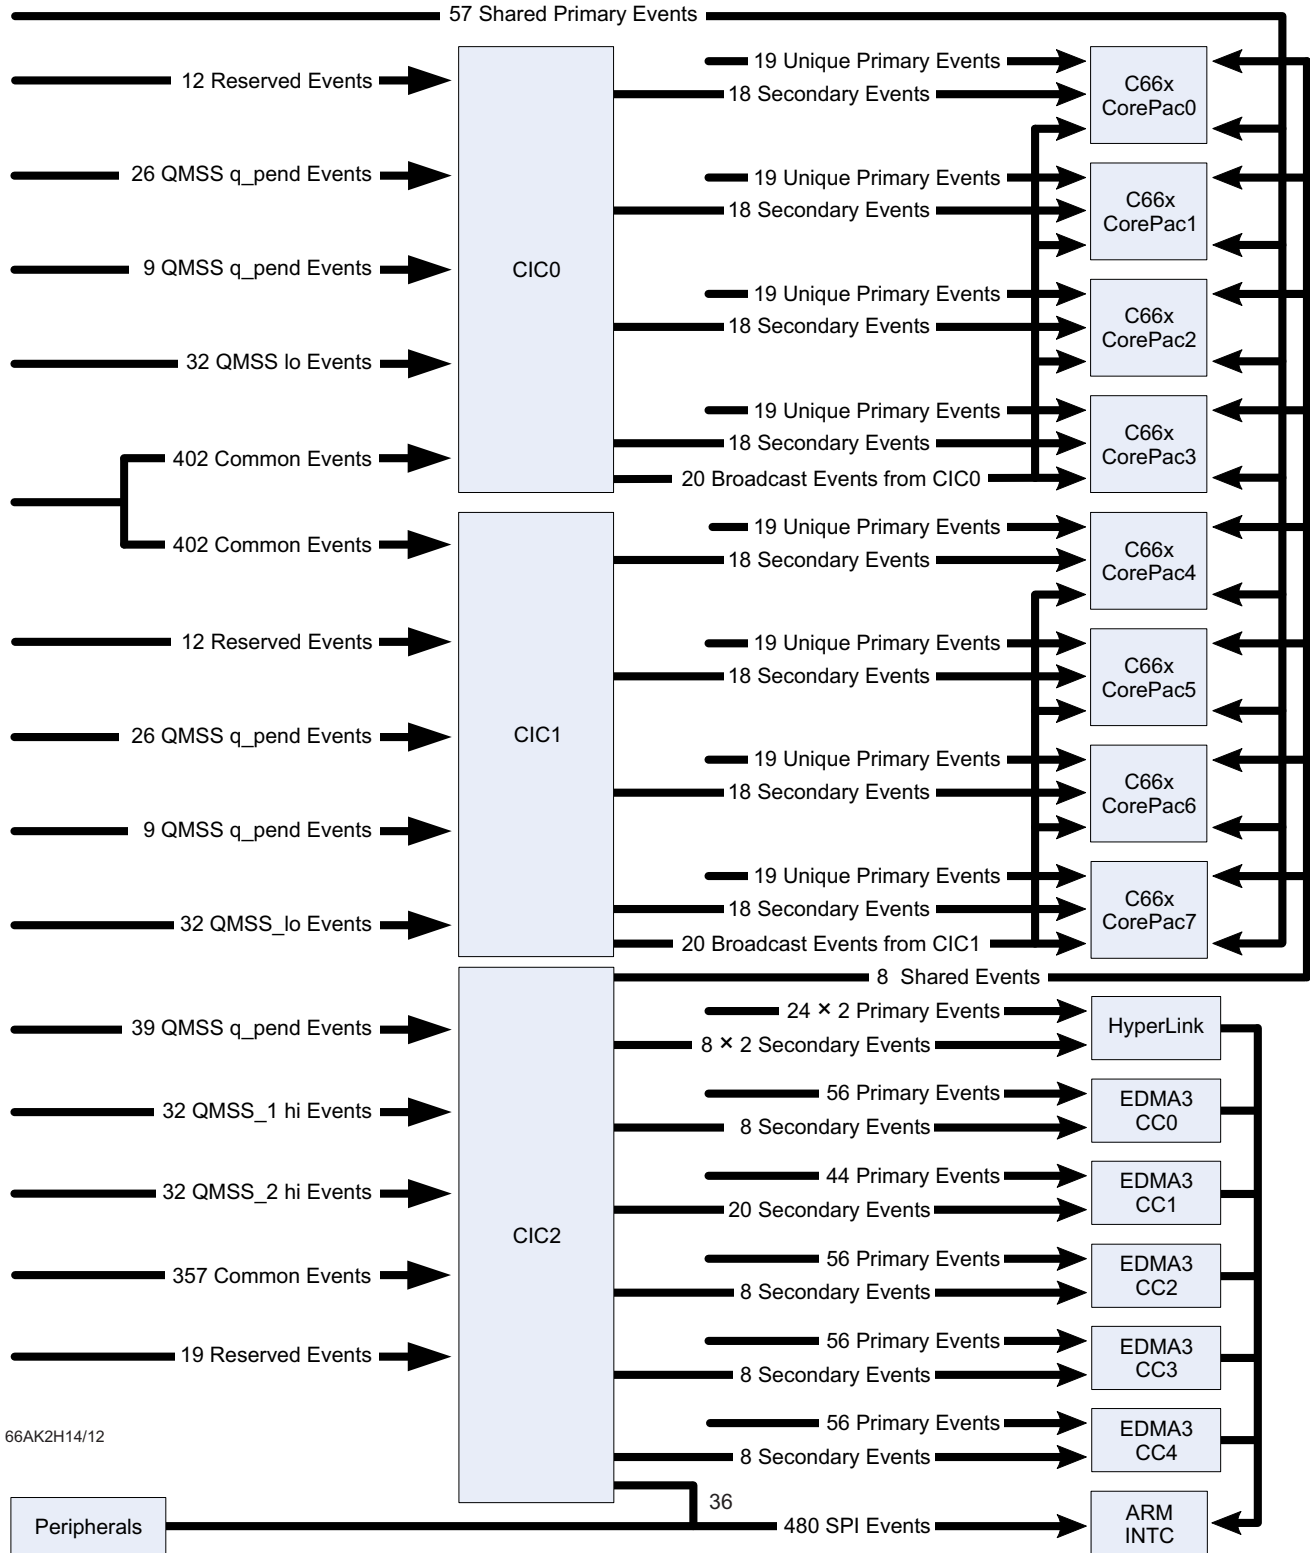 57 Shared Primary Events
12 Reserved Events
26 QMSS q_pend Events
9 QMSS q_pend Events
32 QMSS lo Events
402 Common Events
402 Common Events
12 Reserved Events
26 QMSS q_pend Events
9 QMSS q_pend Events
32 QMSS_lo Events
39 QMSS q_pend Events
32 QMSS_1 hi Events
32 QMSS_2 hi Events
357 Common Events
19 Reserved Events
CIC0
CIC1
CIC2
19 Unique Primary Events
18 Secondary Events
C66x
CorePac0
19 Unique Primary Events
18 Secondary Events
C66x
CorePac1
19 Unique Primary Events
18 Secondary Events
C66x
CorePac2
19 Unique Primary Events
18 Secondary Events
C66x
CorePac3
20 Broadcast Events from CIC0
19 Unique Primary Events
18 Secondary Events
C66x
CorePac4
19 Unique Primary Events
18 Secondary Events
C66x
CorePac5
19 Unique Primary Events
18 Secondary Events
C66x
CorePac6
19 Unique Primary Events
18 Secondary Events
C66x
CorePac7
20 Broadcast Events from CIC1
8 Shared Events
24 × 2 Primary Events
8 × 2 Secondary Events
HyperLink
56 Primary Events
8 Secondary Events
EDMA3
CC0
44 Primary Events
20 Secondary Events
EDMA3
CC1
56 Primary Events
8 Secondary Events
EDMA3
CC2
56 Primary Events
8 Secondary Events
EDMA3
CC3
56 Primary Events
8 Secondary Events
EDMA3
CC4
66AK2H14/12
Peripherals
36
480 SPI Events
ARM
INTC